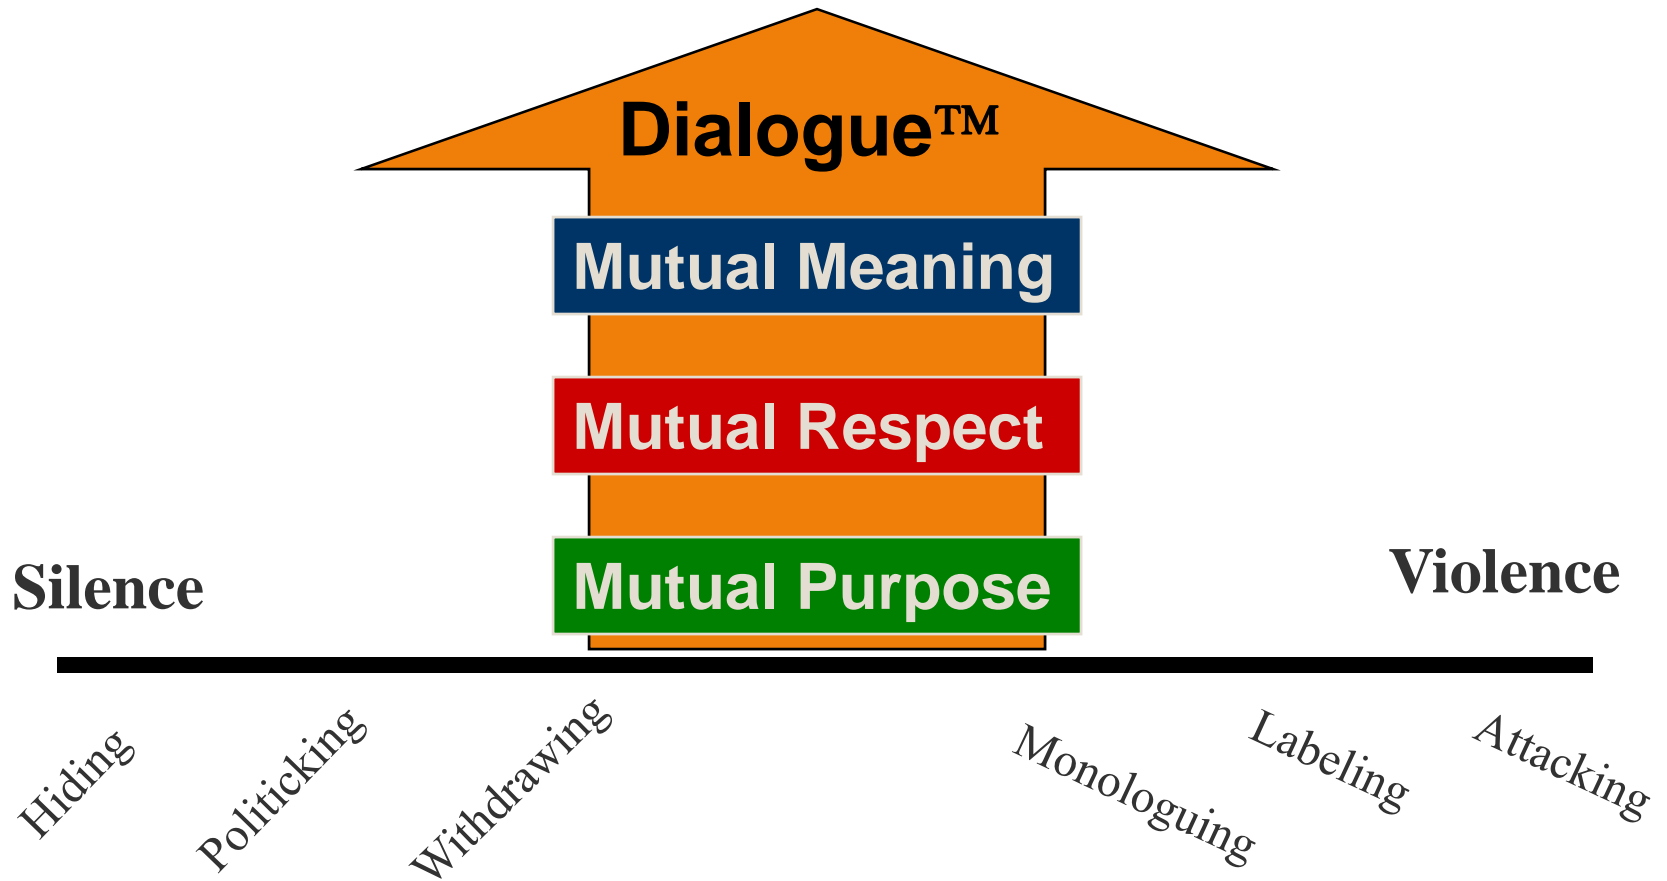 Dialogue™
Mutual Meaning
Mutual Respect
Mutual Purpose
Silence
Violence
Hiding
Politicking
Withdrawing
Monologuing
Labeling
Attacking